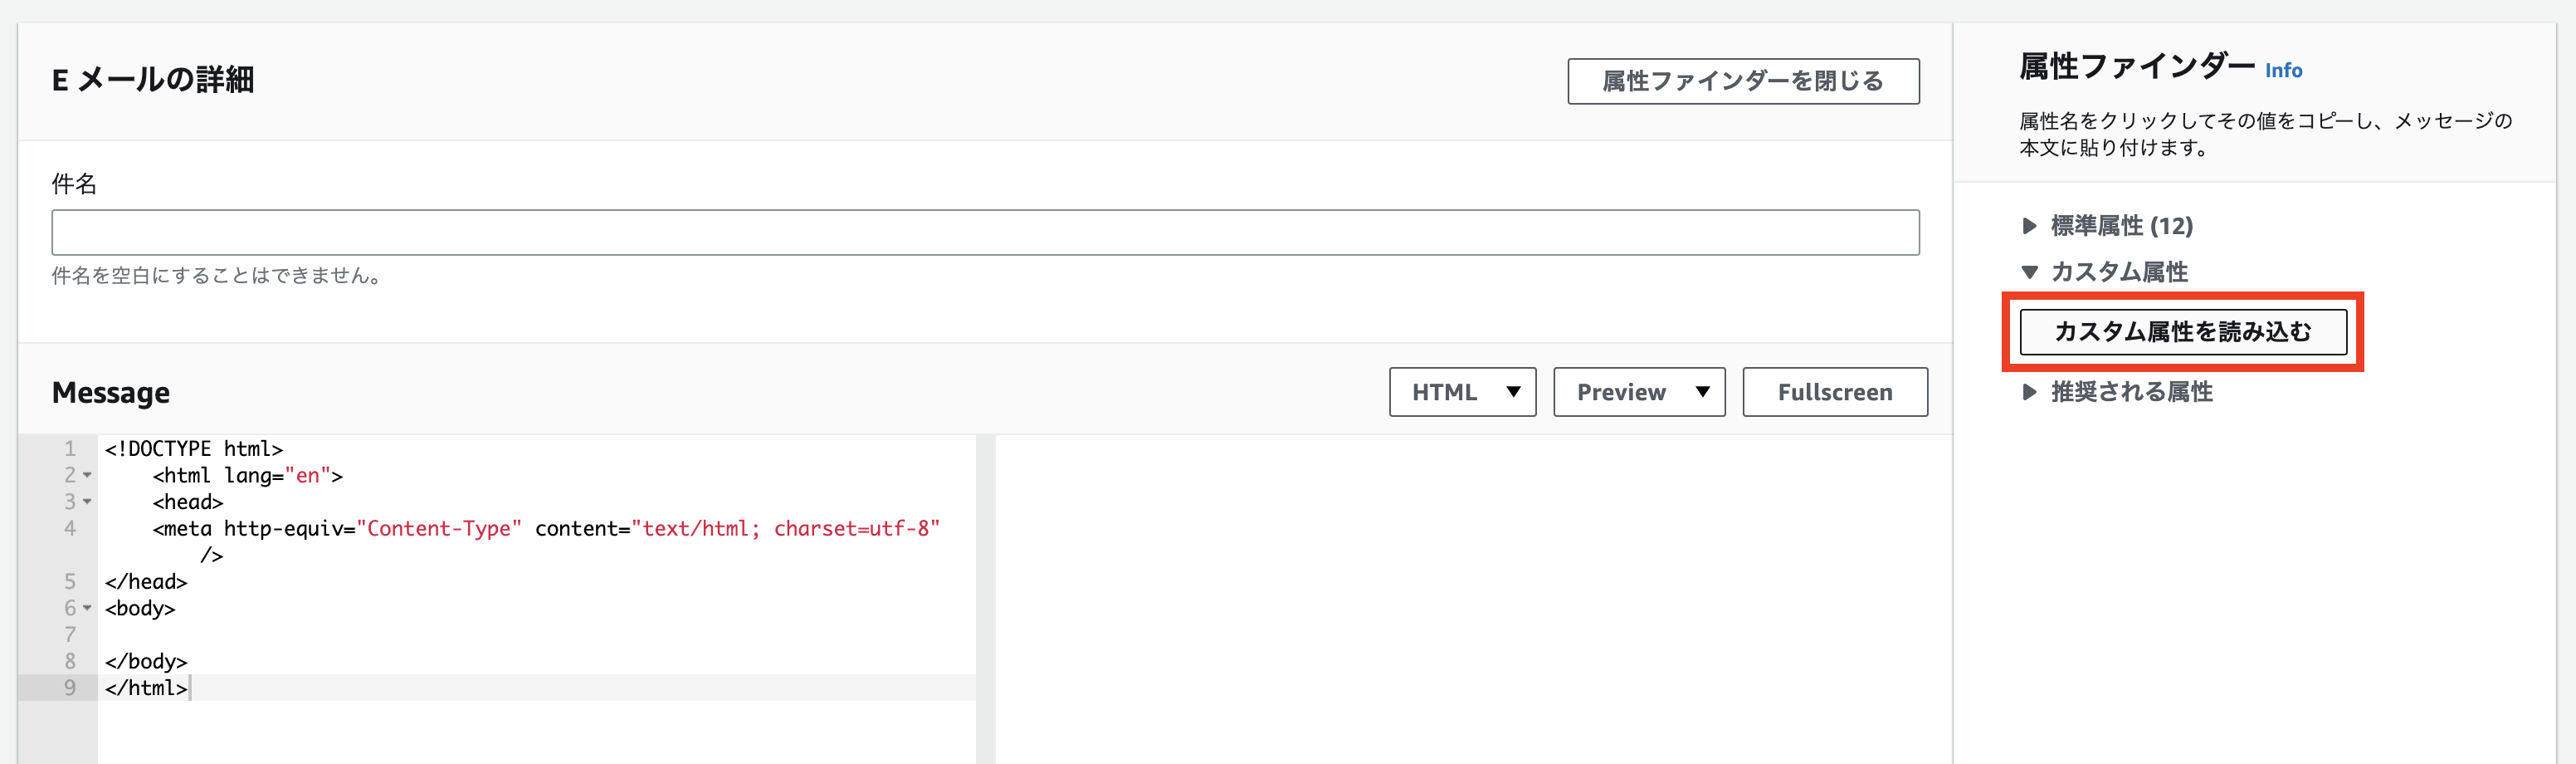 E メールの詳細
属性ファインダーを閉じる
件名
件名を空白にすることはできません。
Message
HTML
Preview
Fullscreen
1 <!DOCTYPE html>
2 <html lang="en">
3 <head>
4 <meta http-equiv="Content-Type" content="text/html; charset=utf-8"
/>
5 </head>
6 <body>
7
8 </body>
9 </html>
属性ファインダー Info
属性名をクリックしてその値をコピーし、メッセージの
本文に貼り付けます。
標準属性 (12)
カスタム属性
カスタム属性を読み込む
推奨される属性